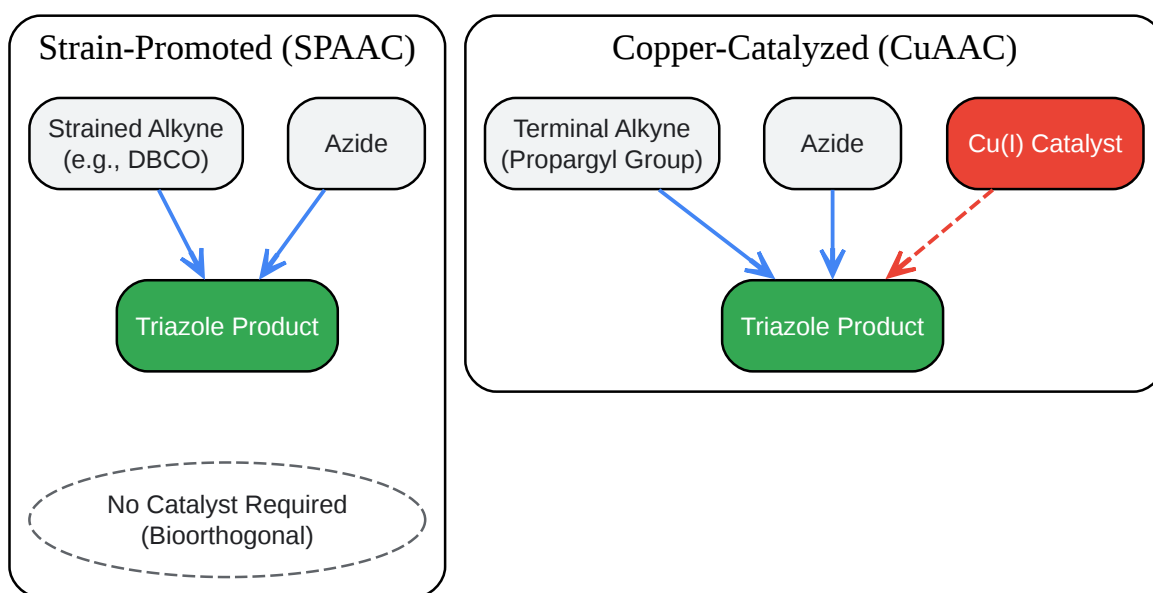 Strain-Promoted (SPAAC)
Strained Alkyne
(e.g., DBCO)
Azide
Triazole Product
No Catalyst Required
(Bioorthogonal)
Copper-Catalyzed (CuAAC)
Terminal Alkyne
(Propargyl Group)
Azide
Cu(I) Catalyst
Triazole Product